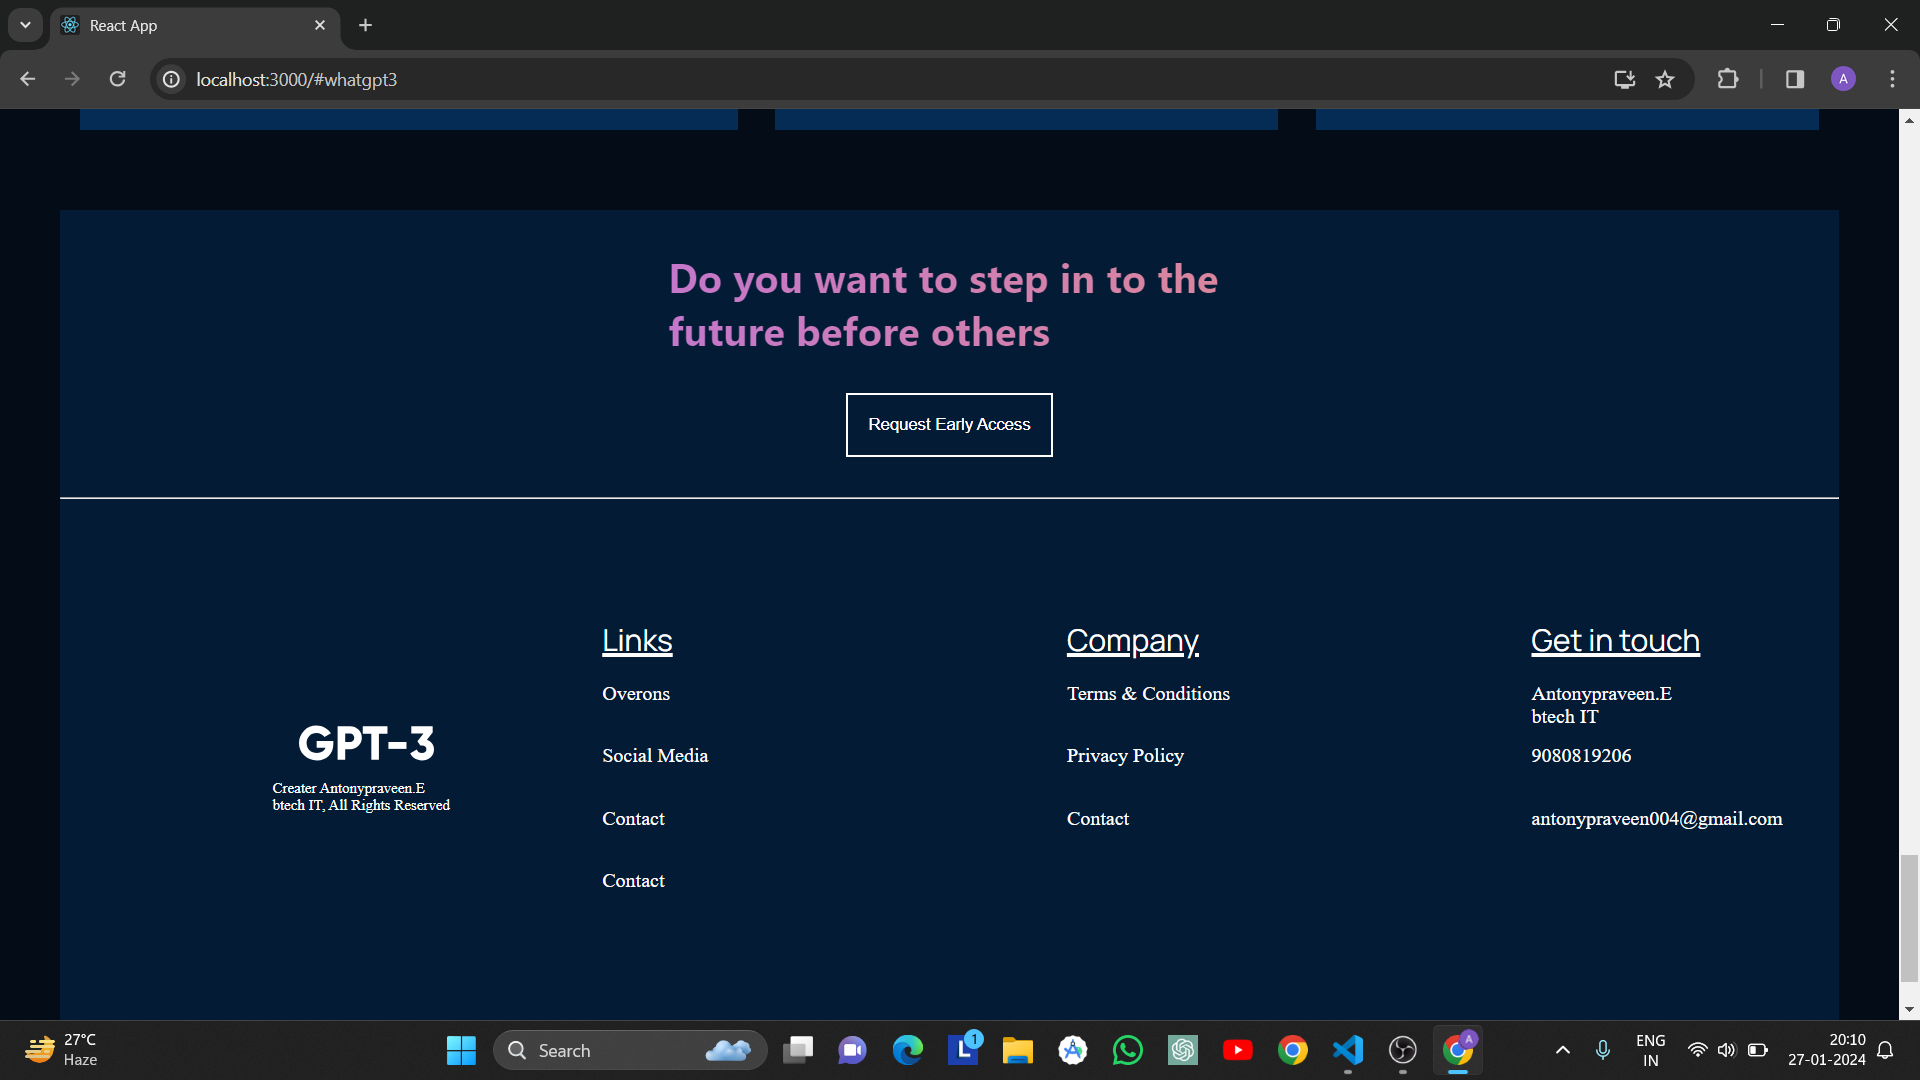 React App
localhost:3000/#whatgpt3
A
Do you want to step in to the
future before others
Request Early Access
GPT-3
Creater Antonypraveen.E
btech IT, All Rights Reserved
Links
Overons
Social Media
Contact
Contact
Company
Terms & Conditions
Privacy Policy
Contact
Get in touch
Antonypraveen.E
btech IT
9080819206
antonypraveen004@gmail.com
27°C
Haze
Search
L
1
A
ENG
IN
20:10
27-01-2024